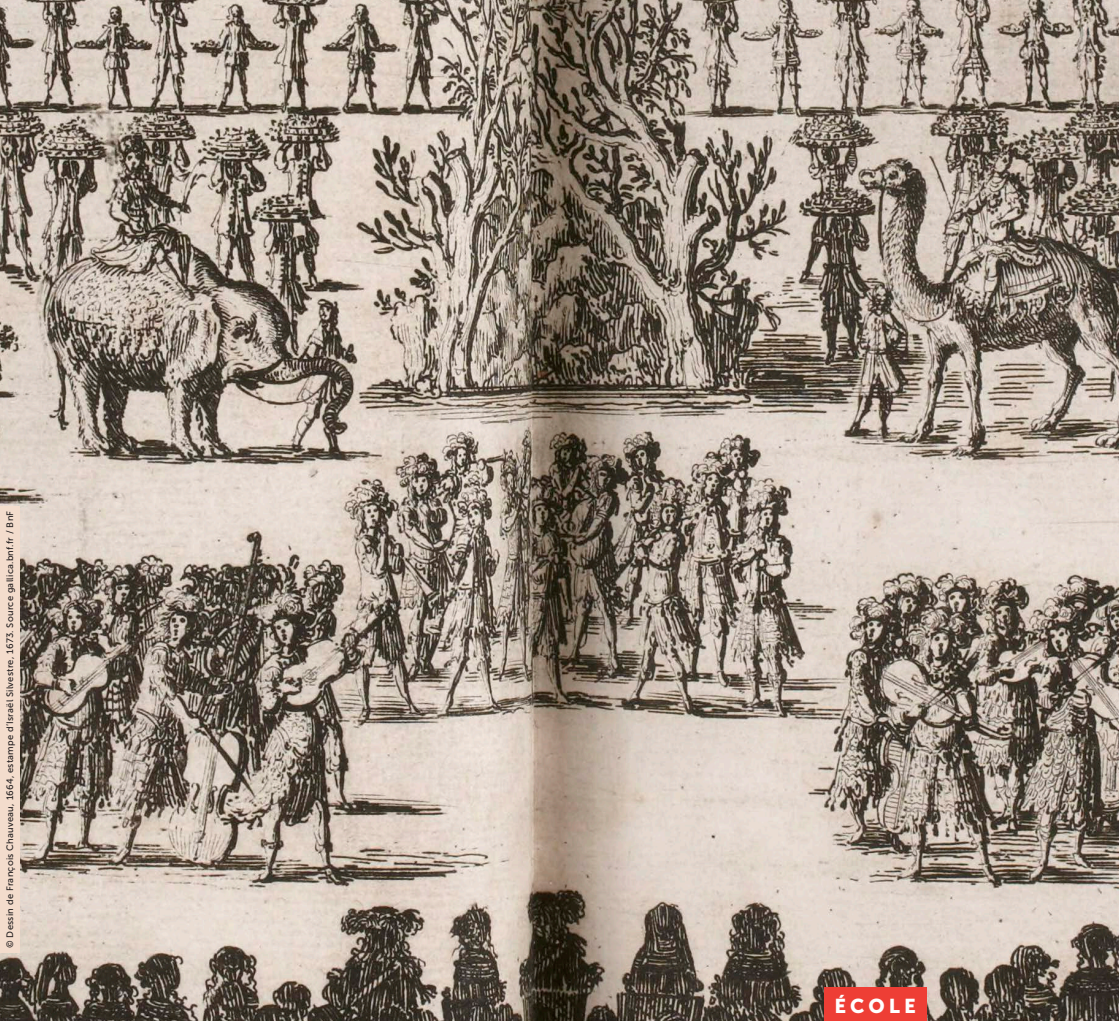 © Dessin de François Chauveau, 1664, estampe d'Israël Silvestre, 1673. Source gallica.bnf.fr / BnF
ÉCOLE